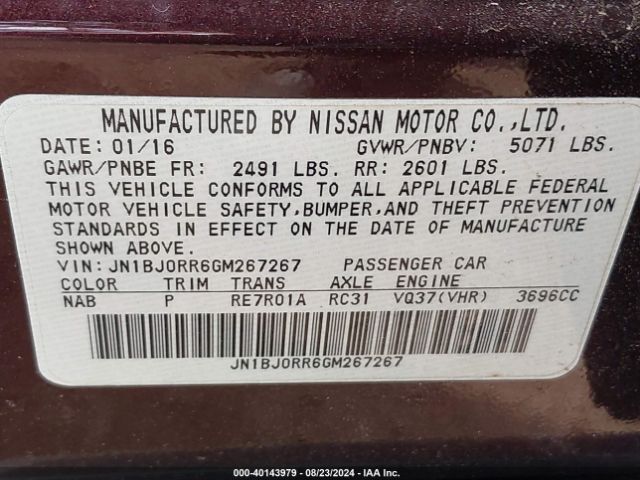 MANUFACTURED BY NISSAN MOTOR CO.,LTD.
DATE: 01/16 GVWR/PNBV: 5071 LBS.
GAWR/PNBE FR: 2491 LBS. RR: 2601 LBS.
THIS VEHICLE CONFORMS TO ALL APPLICABLE FEDERAL
MOTOR VEHICLE SAFETY,BUMPER,AND THEFT PREVENTION
STANDARDS IN EFFECT ON THE DATE OF MANUFACTURE
SHOWN ABOVE.
VIN: JN1BJ0RR6GM267267 PASSENGER CAR
COLOR TRIM TRANS AXLE ENGINE
NAB P RE7R01A RC31 VQ37(VHR) 3696CC
JN1BJ0RR6GM267267
000-40143979 - 08/23/2024 - IAA Inc.